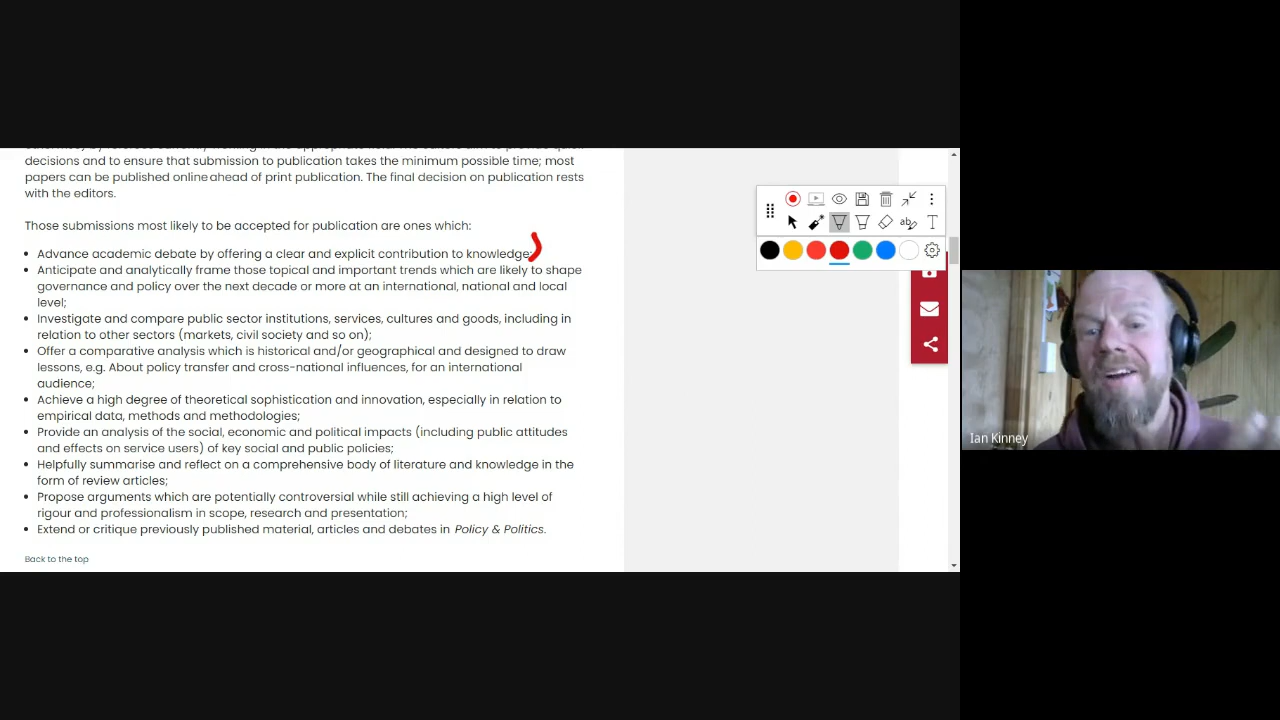 decisions and to ensure that submission to publication takes the minimum possible time; most
papers can be published online ahead of print publication. The final decision on publication rests
with the editors.
Those submissions most likely to be accepted for publication are ones which:
• Advance academic debate by offering a clear and explicit contribution to knowledge;
• Anticipate and analytically frame those topical and important trends which are likely to shape
governance and policy over the next decade or more at an international, national and local
level;
• Investigate and compare public sector institutions, services, cultures and goods, including in
relation to other sectors (markets, civil society and so on);
• Offer a comparative analysis which is historical and/or geographical and designed to draw
lessons, e.g. About policy transfer and cross-national influences, for an international
audience;
• Achieve a high degree of theoretical sophistication and innovation, especially in relation to
empirical data, methods and methodologies;
• Provide an analysis of the social, economic and political impacts (including public attitudes
and effects on service users) of key social and public policies;
• Helpfully summarise and reflect on a comprehensive body of literature and knowledge in the
form of review articles;
• Propose arguments which are potentially controversial while still achieving a high level of
rigour and professionalism in scope, research and presentation;
• Extend or critique previously published material, articles and debates in Policy & Politics.
Back to the top
Ian Kinney